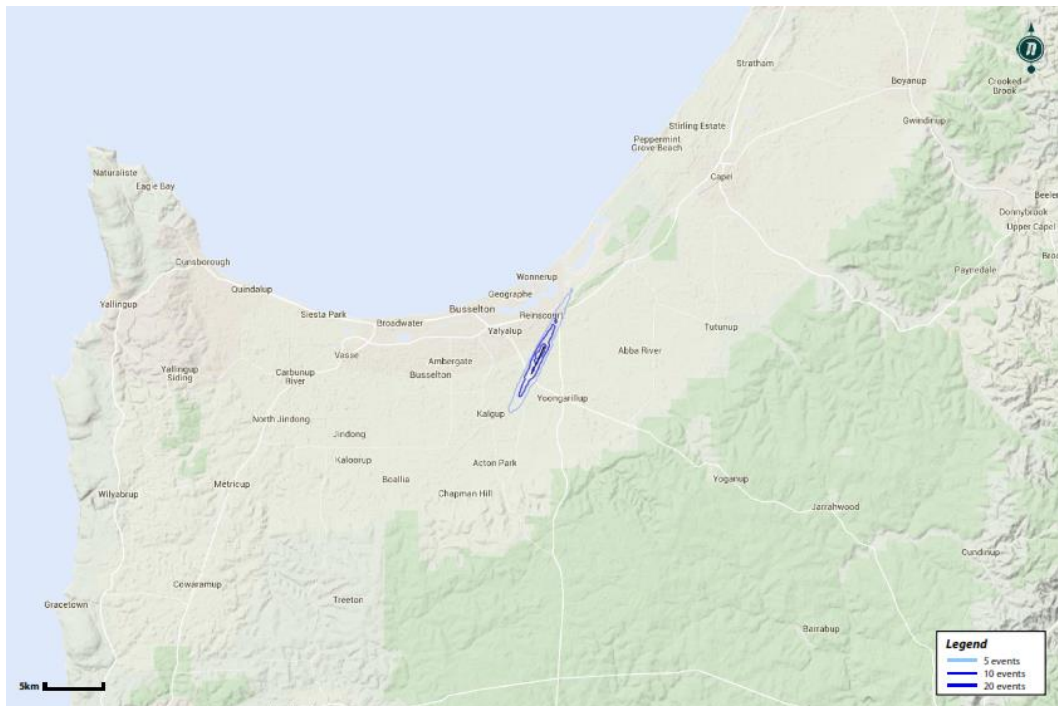 Stratham
Boyanup
Crooked
Brook
Gwindinup
Stirling Estate
Peppermint
Grove Beach
Capel
Naturaliste
Eagle Bay
Donnybrook
Upper Capel
Dunsborough
Paynedale
Wonnerup
Quindalup
Geographe
Yallingup
Siesta Park
Busselton
Reinscourt
Broadwater
Yalyalup
Tutunup
Vasse
Abba River
Ambergate
Yallingup
Siding
Carbunup
River
Busselton
Yoongarillup
Kalgup
North Jindong
Jindong
Kaloorup
Acton Park
Metricup
Boallia
Yoganup
Wilyabrup
Chapman Hill
Jarrahwood
Cundinup
Cowaramup
Gracetown
Treeton
Barrabup
Legend
5 events
10 events
20 events
5km